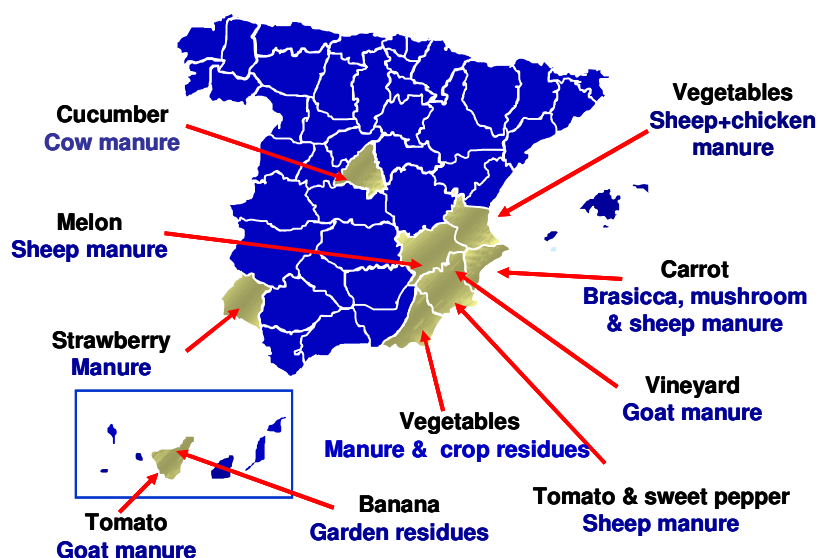 Cucumber
Cow manure
Vegetables
Sheep+chicken
manure
Melon
Sheep manure
Carrot
Brasicca, mushroom
& sheep manure
Strawberry
Manure
Vineyard
Goat manure
Vegetables
Manure & crop residues
Tomato & sweet pepper
Sheep manure
Banana
Garden residues
Tomato
Goat manure